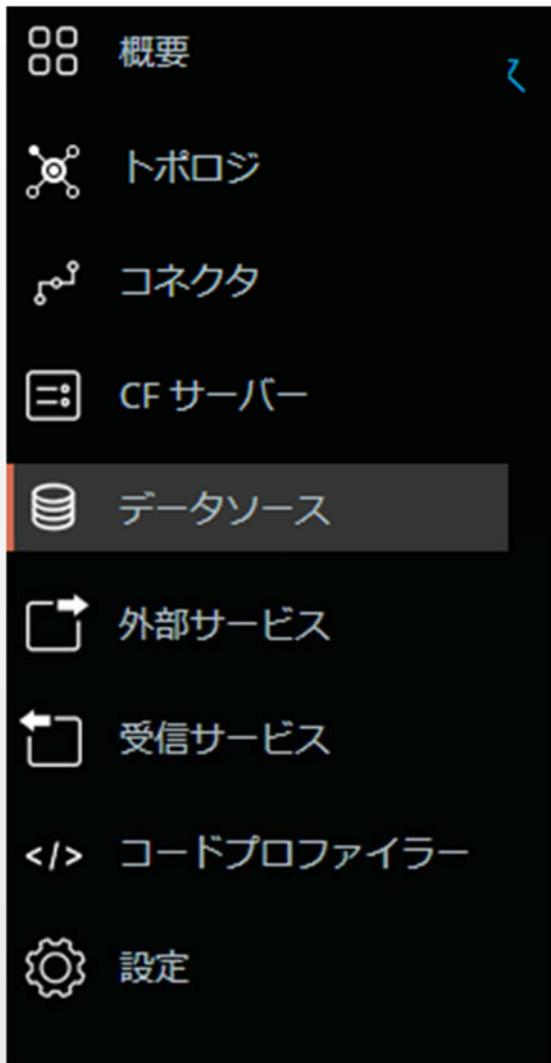 概要
トポロジ
コネクタ
CF サーバー
データソース
外部サービス
受信サービス
コードプロファイラー
設定